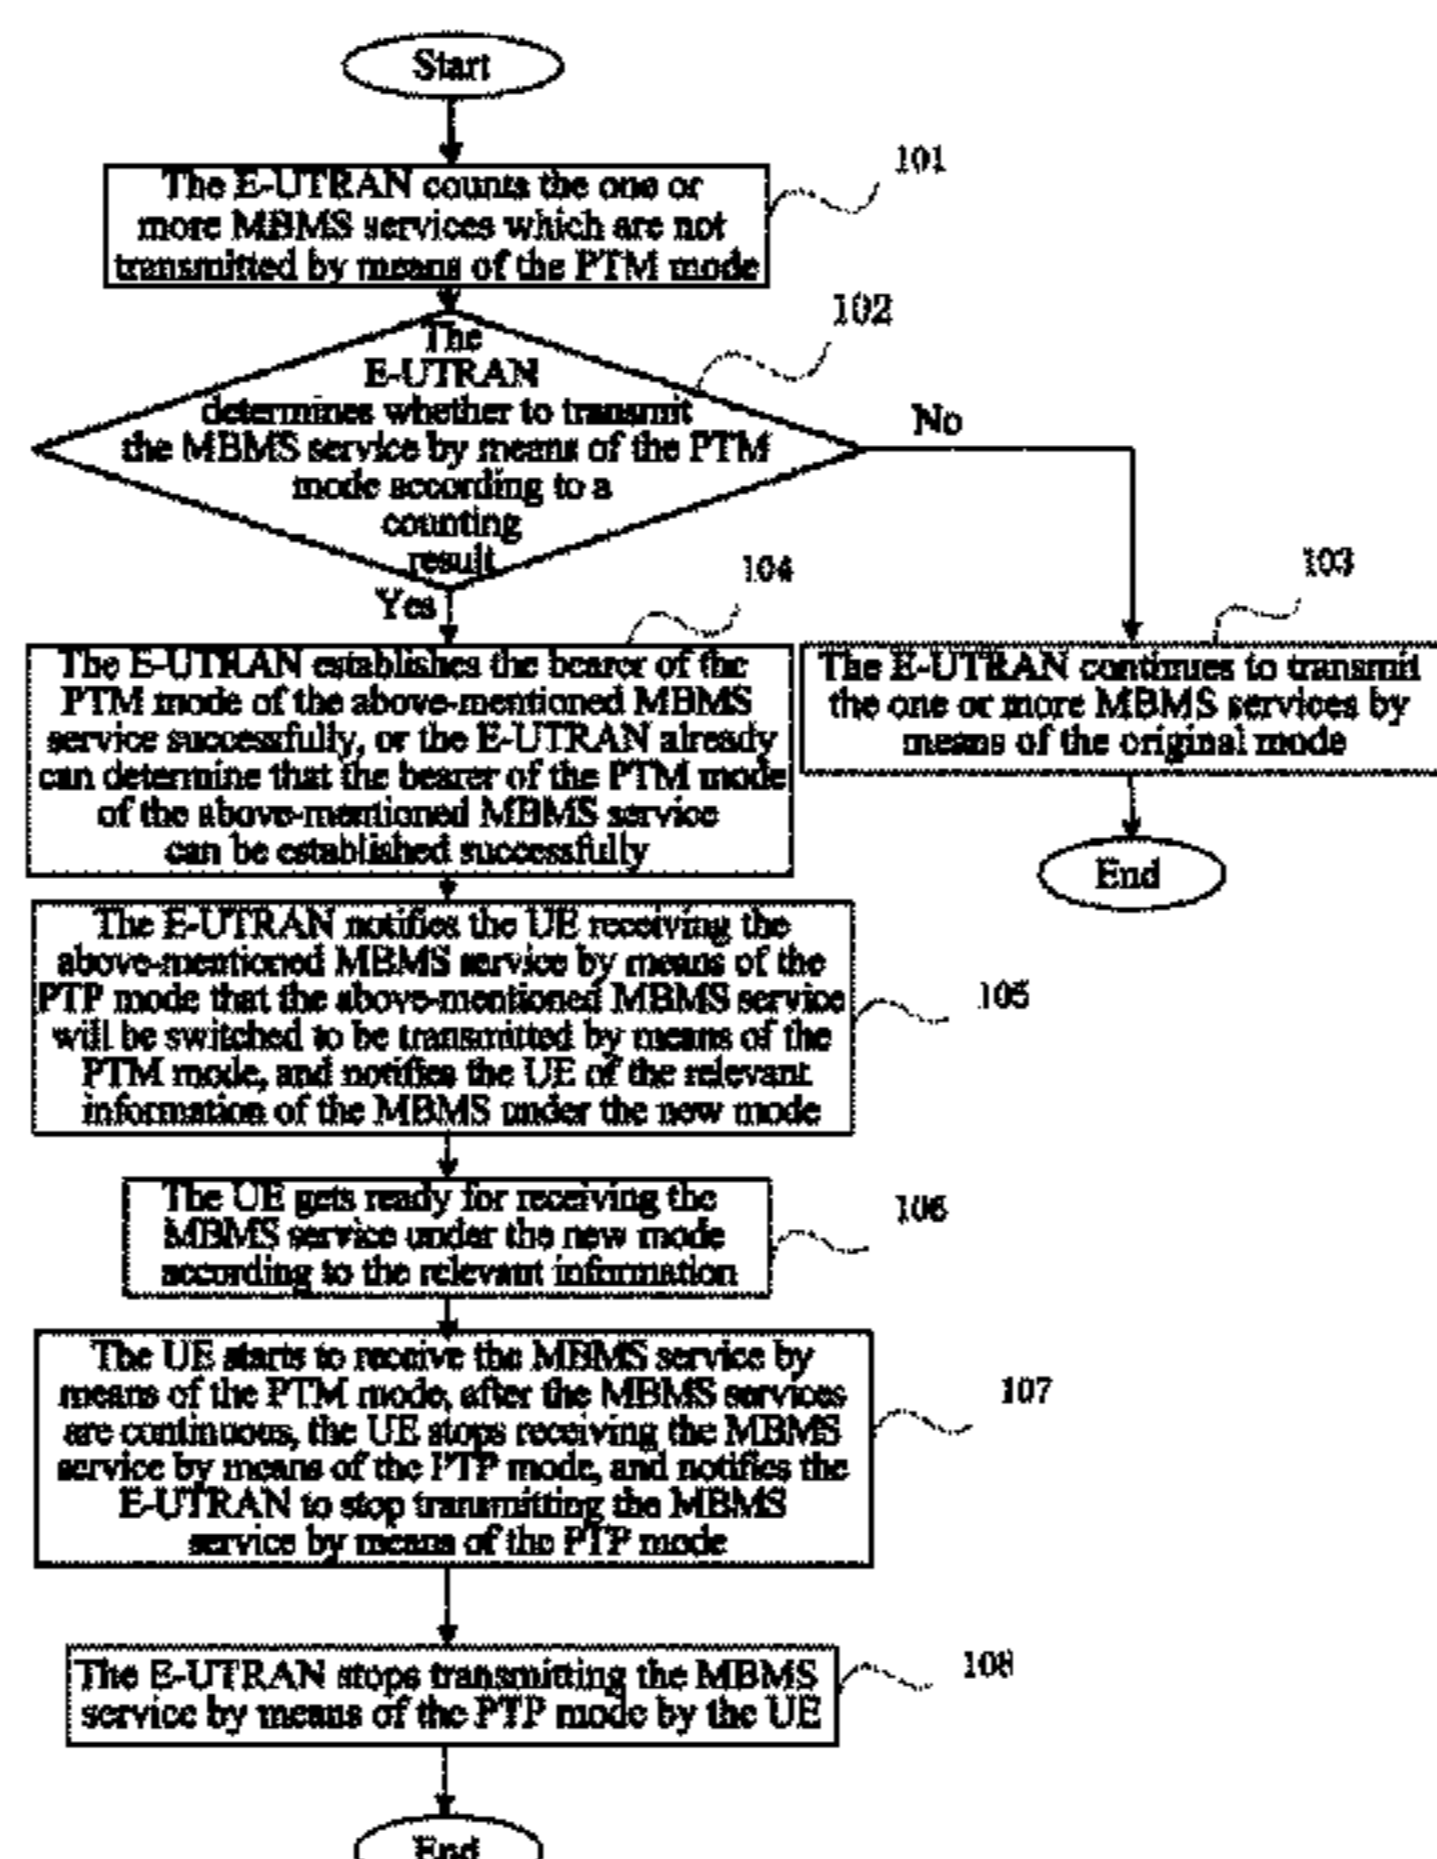 Start
101
The E-UTRAN counts the one or
more MBMS services which are not
transmitted by means of the PTM mode
102
The
E-UTRAN
determines whether to transmit
the MBMS service by means of the PTM
mode according to a
counting
result
No
Yes
104
103
The E-UTRAN establishes the bearer of the
PTM mode of the above-mentioned MBMS
service successfully, or the E-UTRAN already
can determine that the bearer of the PTM mode
of the above-mentioned MBMS service
can be established successfully
The E-UTRAN continues to transmit
the one or more MBMS services by
means of the original mode
End
The E-UTRAN notifies the UE receiving the
above-mentioned MBMS service by means of the
PTP mode that the above-mentioned MBMS service
will be switched to be transmitted by means of the
PTM mode, and notifies the UE of the relevant
information of the MBMS under the new mode
105
The UE gets ready for receiving the
MBMS service under the new mode
according to the relevant information
106
The UE starts to receive the MBMS service by
means of the PTM mode, after the MBMS services
are continuous, the UE stops receiving the MBMS
service by means of the PTP mode, and notifies the
E-UTRAN to stop transmitting the MBMS
service by means of the PTP mode
107
The E-UTRAN stops transmitting the MBMS
service by means of the PTP mode by the UE
108
End